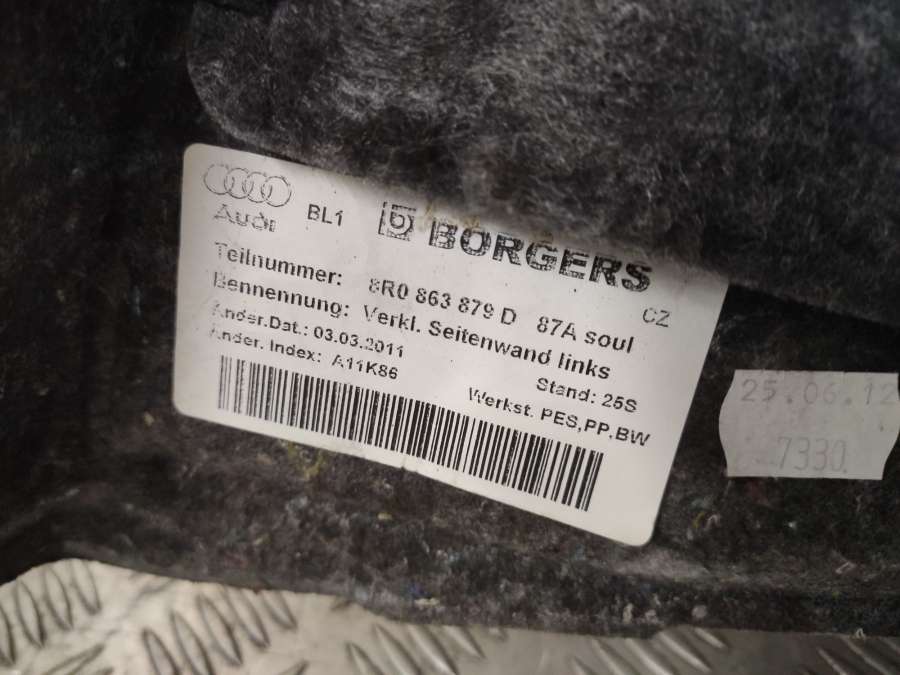 Audi BL1 b BORGERS
CZ
Teilnummer: 8R0 863 879 D 87A soul
Bennennung: Verkl. Seitenwand links
Änder.Dat.: 03.03.2011 Stand: 25S
Änder. Index: A11K86 Werkst. PES,PP,BW
25.06.12
7330